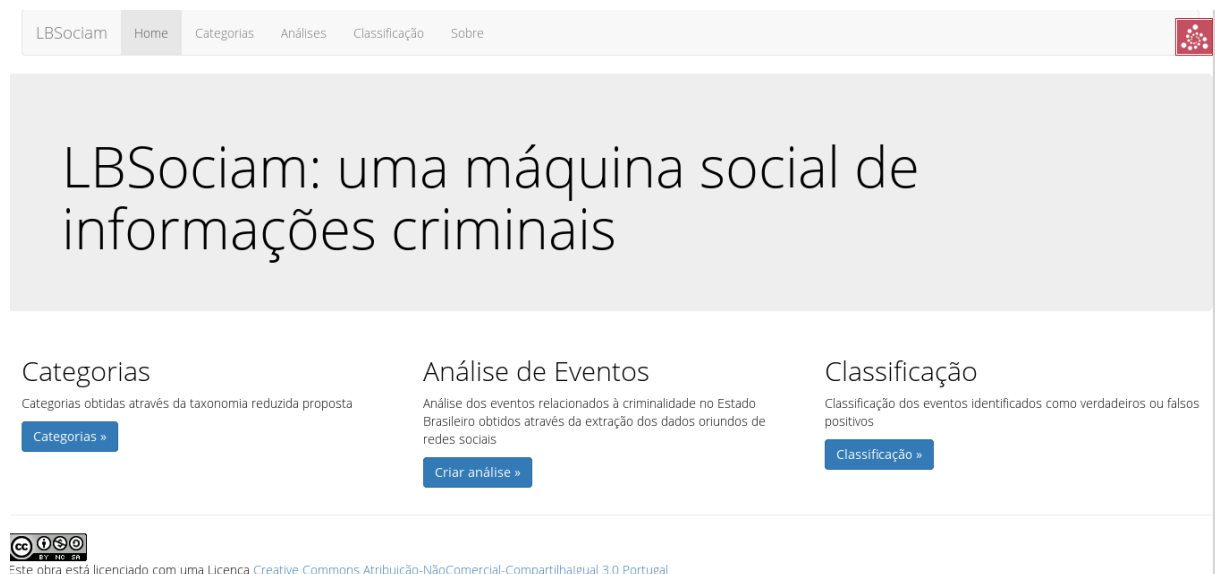 LBSociam Home Categorias Análises Classificação Sobre
LBSociam: uma máquina social de
informações criminais
Categorias
Categorias obtidas através da taxonomia reduzida proposta
Categorias »
Análise de Eventos
Análise dos eventos relacionados à criminalidade no Estado
Brasileiro obtidos através da extração dos dados oriundos de
redes sociais
Criar análise »
Classificação
Classificação dos eventos identificados como verdadeiros ou falsos
positivos
Classificação »
cc BY NC SA
Este obra está licenciado com uma Licença Creative Commons Atribuição-NãoComercial-CompartilhaIgual 3.0 Portugal